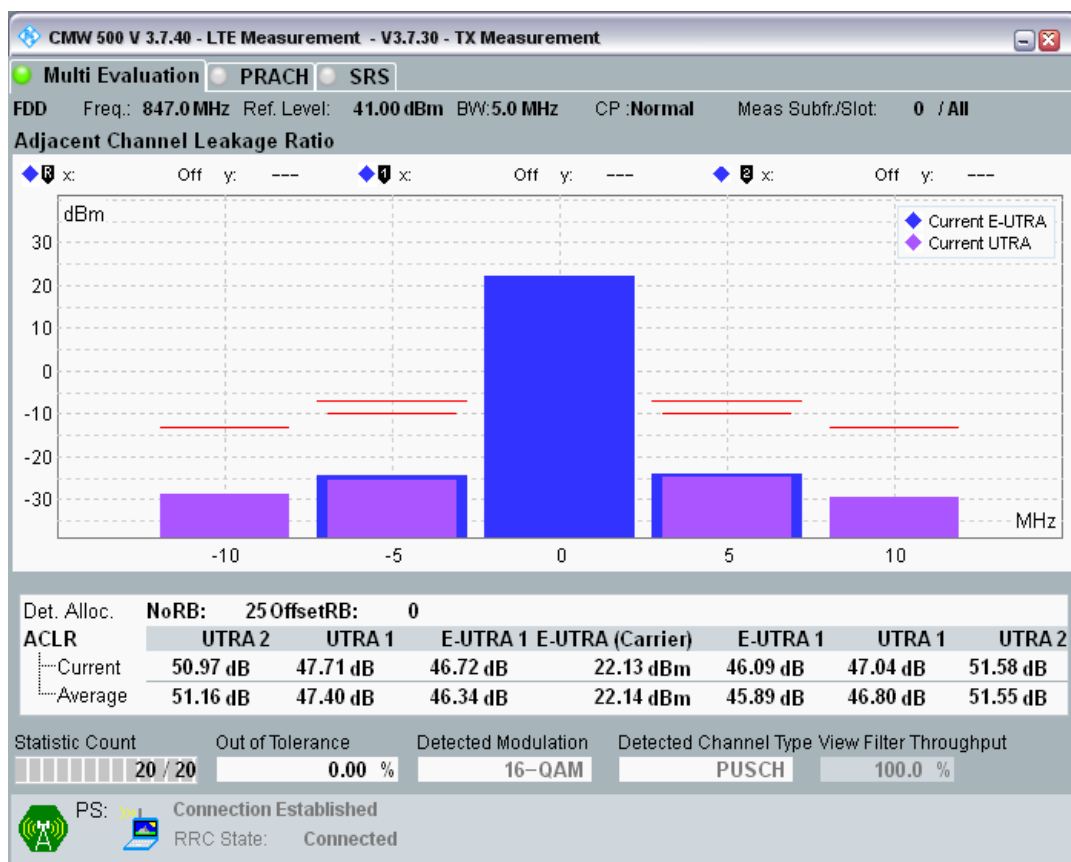 CMW 500 V 3.7.40 - LTE Measurement - V3.7.30 - TX Measurement
Multi Evaluation PRACH SRS
FDD Freq.: 847.0 MHz Ref. Level: 41.00 dBm BW:5.0 MHz CP :Normal Meas Subfr./Slot: 0 / All
Adjacent Channel Leakage Ratio
R x: Off y: --- 1 x: Off y: --- 2 x: Off y: ---
dBm
Current E-UTRA
Current UTRA
30
20
10
0
-10
-20
-30
MHz
-10 -5 0 5 10
Det. Alloc. NoRB: 25 OffsetRB: 0
ACLR UTRA 2 UTRA 1 E-UTRA 1 E-UTRA (Carrier) E-UTRA 1 UTRA 1 UTRA 2
Current 50.97 dB 47.71 dB 46.72 dB 22.13 dBm 46.09 dB 47.04 dB 51.58 dB
Average 51.16 dB 47.40 dB 46.34 dB 22.14 dBm 45.89 dB 46.80 dB 51.55 dB
Statistic Count Out of Tolerance Detected Modulation Detected Channel Type View Filter Throughput
20 / 20 0.00 % 16-QAM PUSCH 100.0 %
PS: Connection Established
RRC State: Connected